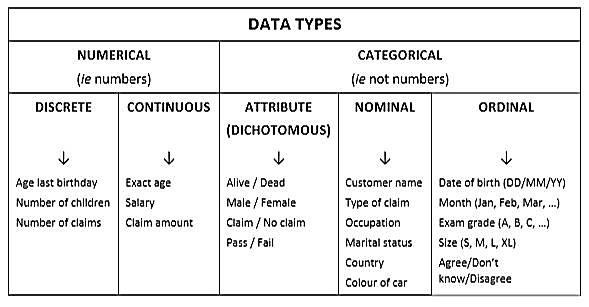 DATA TYPES
NUMERICAL
(ie numbers)
CATEGORICAL
(ie not numbers)
DISCRETE
↓
Age last birthday
Number of children
Number of claims
CONTINUOUS
↓
Exact age
Salary
Claim amount
ATTRIBUTE
(DICHOTOMOUS)
↓
Alive / Dead
Male / Female
Claim / No claim
Pass / Fail
NOMINAL
↓
Customer name
Type of claim
Occupation
Marital status
Country
Colour of car
ORDINAL
↓
Date of birth (DD/MM/YY)
Month (Jan, Feb, Mar, ...)
Exam grade (A, B, C, ...)
Size (S, M, L, XL)
Agree/Don't
know/Disagree